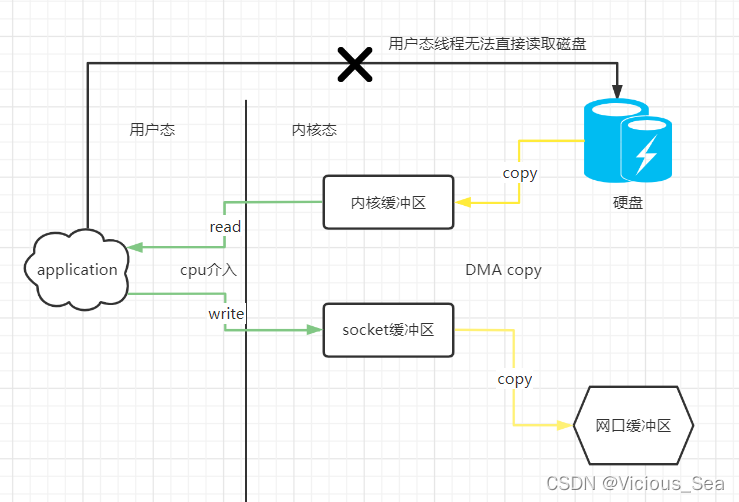 用户态线程无法直接读取磁盘
用户态
内核态
copy
内核缓冲区
硬盘
read
application
cpu介入
DMA copy
write
socket缓冲区
copy
网口缓冲区
CSDN @Vicious_Sea